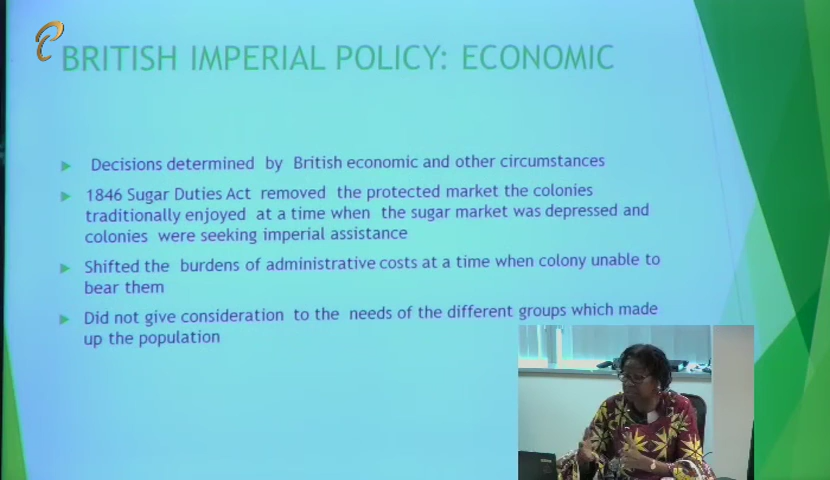 BRITISH IMPERIAL POLICY: ECONOMIC
Decisions determined by British economic and other circumstances
1846 Sugar Duties Act removed the protected market the colonies
traditionally enjoyed at a time when the sugar market was depressed and
colonies were seeking imperial assistance
Shifted the burdens of administrative costs at a time when colony unable to
bear them
Did not give consideration to the needs of the different groups which made
up the population